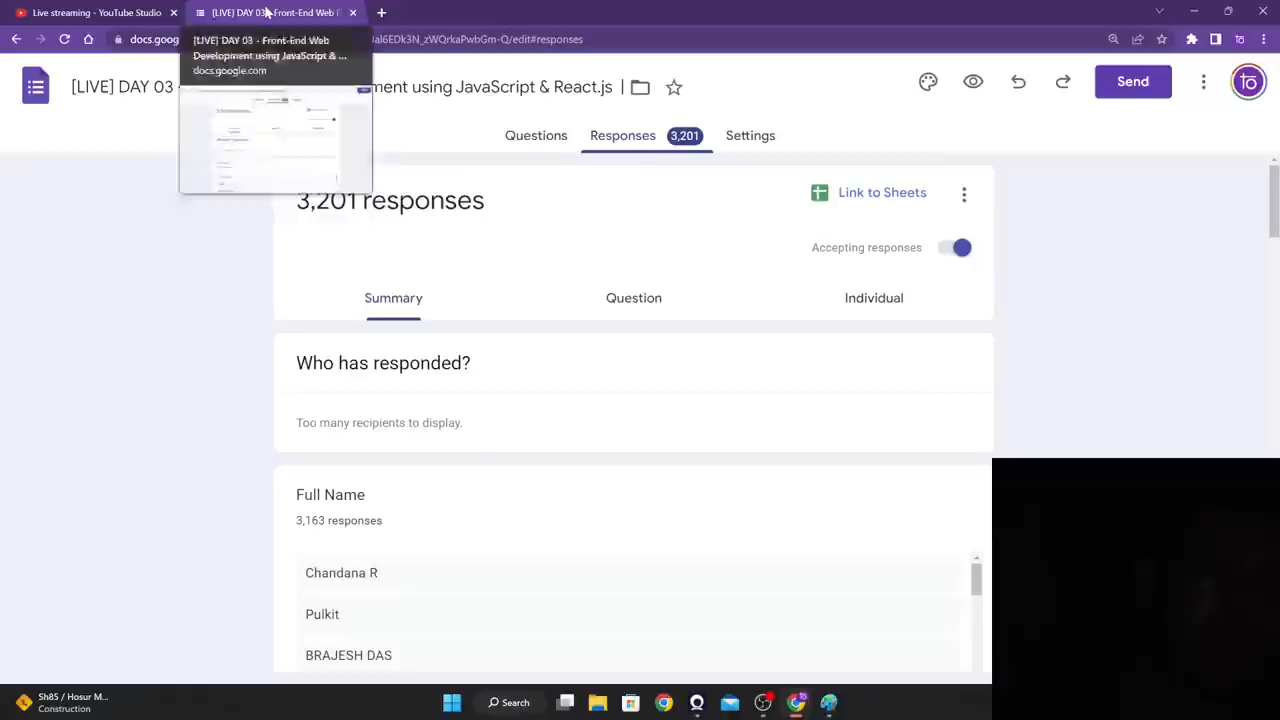 Live streaming - YouTube Studio
[LIVE] DAY 03 - Front-End Web
docs.goog
al6EDk3N_zWQrkaPwbGm-Q/edit#responses
[LIVE] DAY 03 - Front-End Web
Development using JavaScript & ...
docs.google.com
[LIVE] DAY 03
ment using JavaScript & React.js
Send
Questions
Responses
3,201
Settings
3,201 responses
Link to Sheets
Accepting responses
Summary
Question
Individual
Who has responded?
Too many recipients to display.
Full Name
3,163 responses
Chandana R
Pulkit
BRAJESH DAS
Sh85 / Hosur M...
Construction
Search